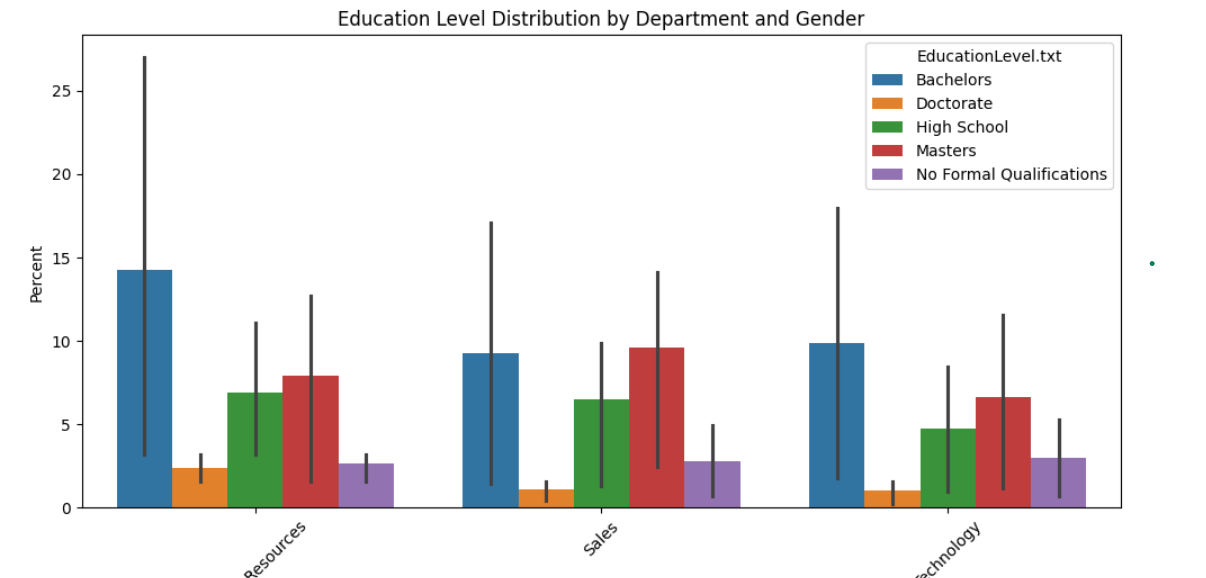 Education Level Distribution by Department and Gender
EducationLevel.txt
Bachelors
Doctorate
High School
Masters
No Formal Qualifications
Percent
25
20
15
10
5
0
Resources
Sales